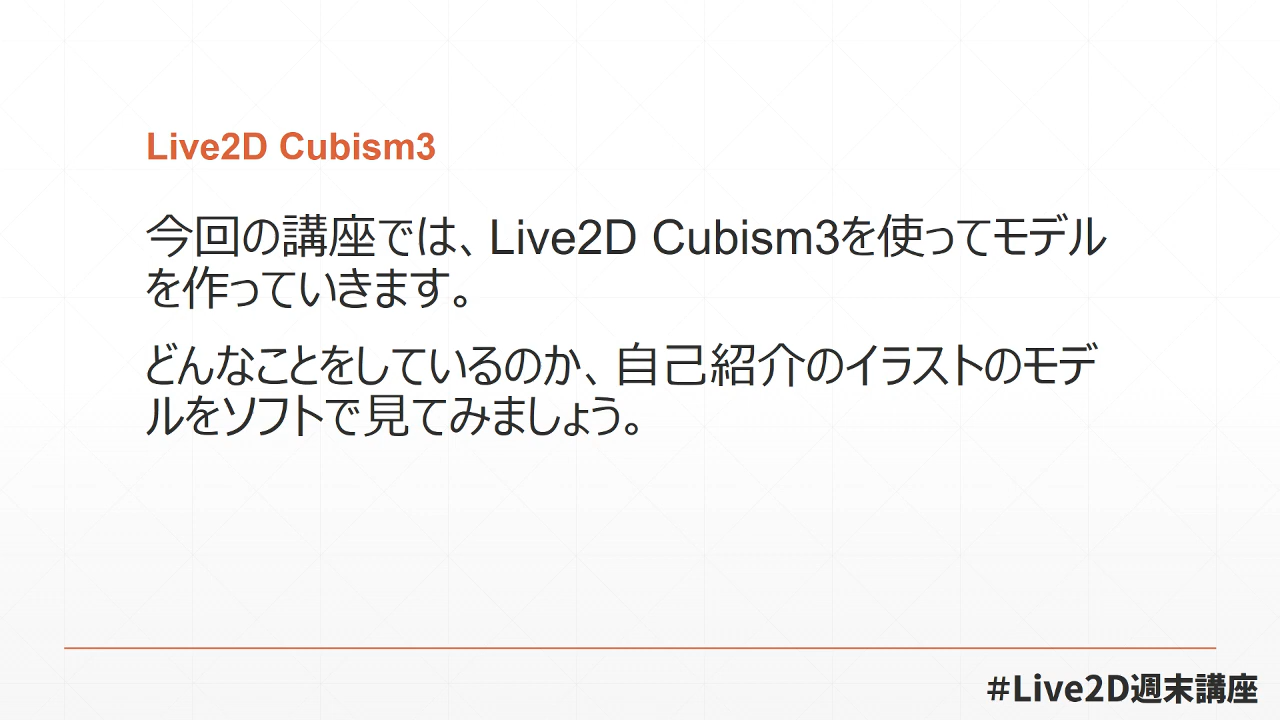 Live2D Cubism3
今回の講座では、Live2D Cubism3を使ってモデル
を作っていきます。
どんなことをしているのか、自己紹介のイラストのモデ
ルをソフトで見てみましょう。
#Live2D週末講座